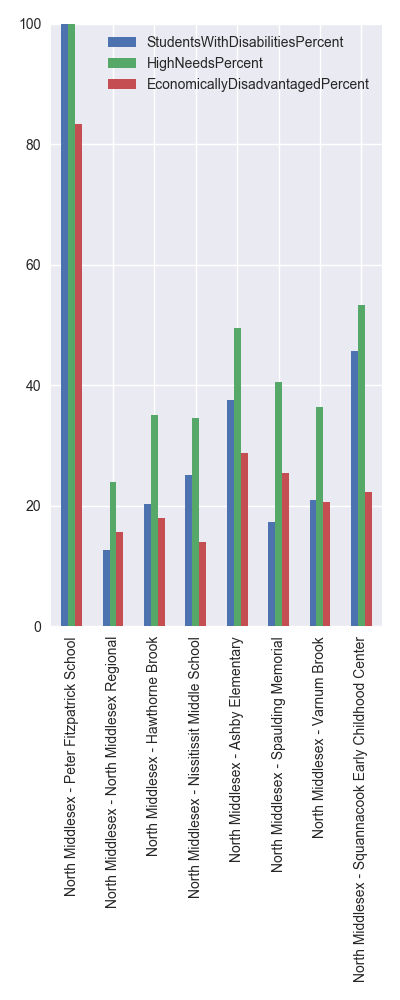 100
80
60
40
20
0
StudentsWithDisabilitiesPercent
HighNeedsPercent
EconomicallyDisadvantagedPercent
North Middlesex - Peter Fitzpatrick School
North Middlesex - North Middlesex Regional
North Middlesex - Hawthorne Brook
North Middlesex - Nissitissit Middle School
North Middlesex - Ashby Elementary
North Middlesex - Spaulding Memorial
North Middlesex - Varnum Brook
North Middlesex - Squannacook Early Childhood Center